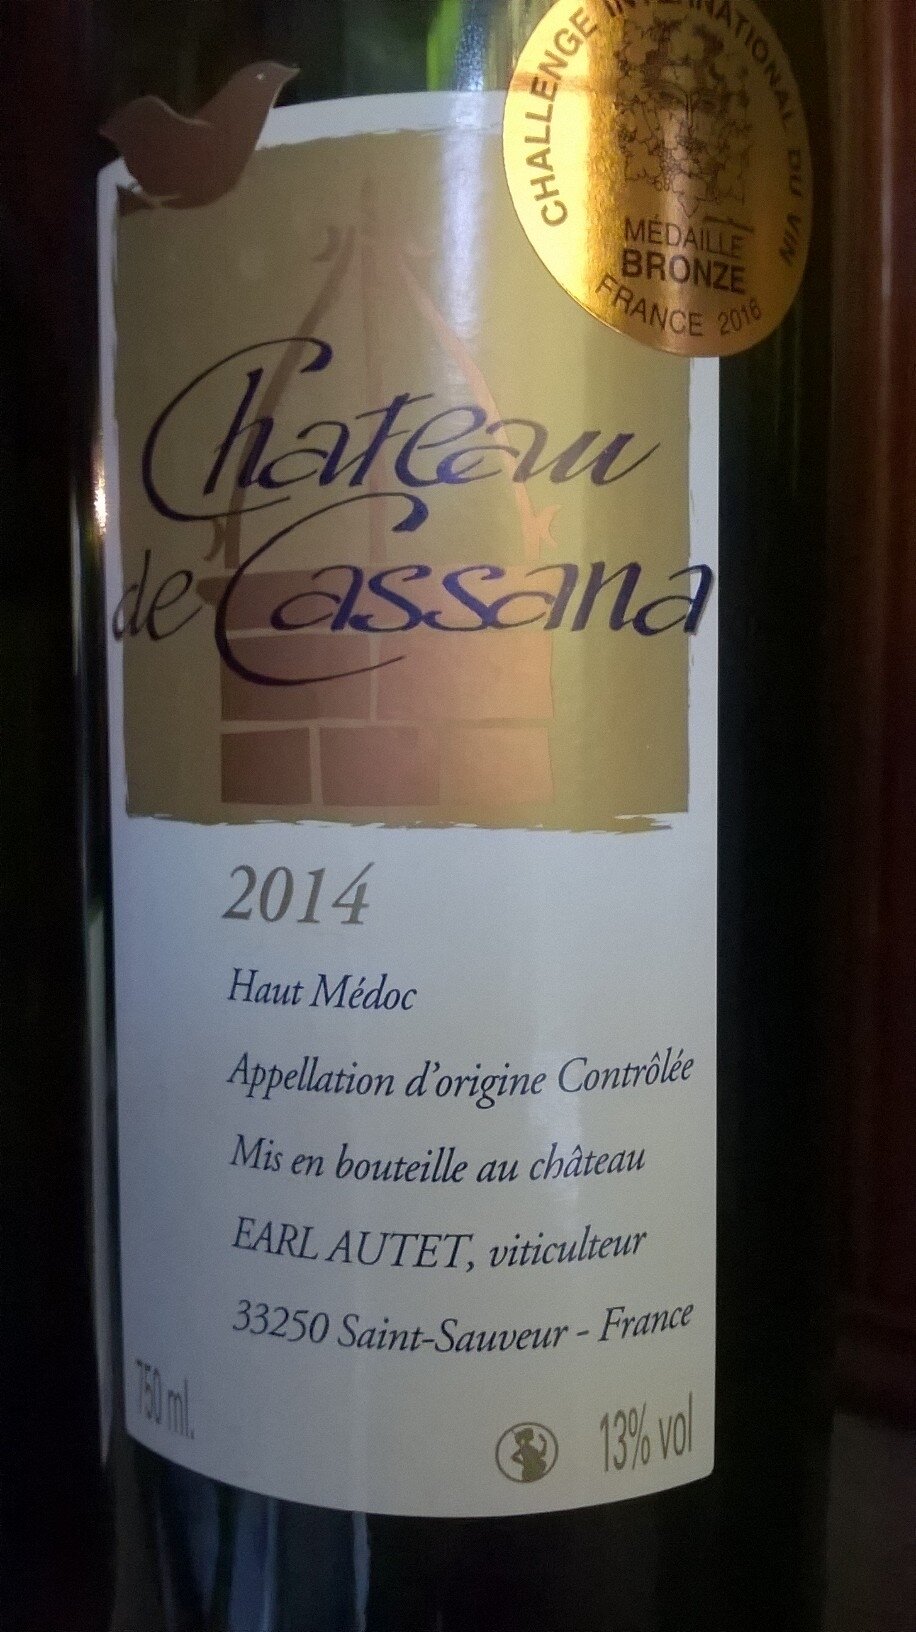 CHALLENGE INTERNATIONAL DU VIN
MÉDAILLE
BRONZE
FRANCE 2016
Chateau
de Cassana
2014
Haut Médoc
Appellation d'origine Contrôlée
Mis en bouteille au château
EARL AUTET, viticulteur
33250 Saint-Sauveur - France
750 ml.
13% vol